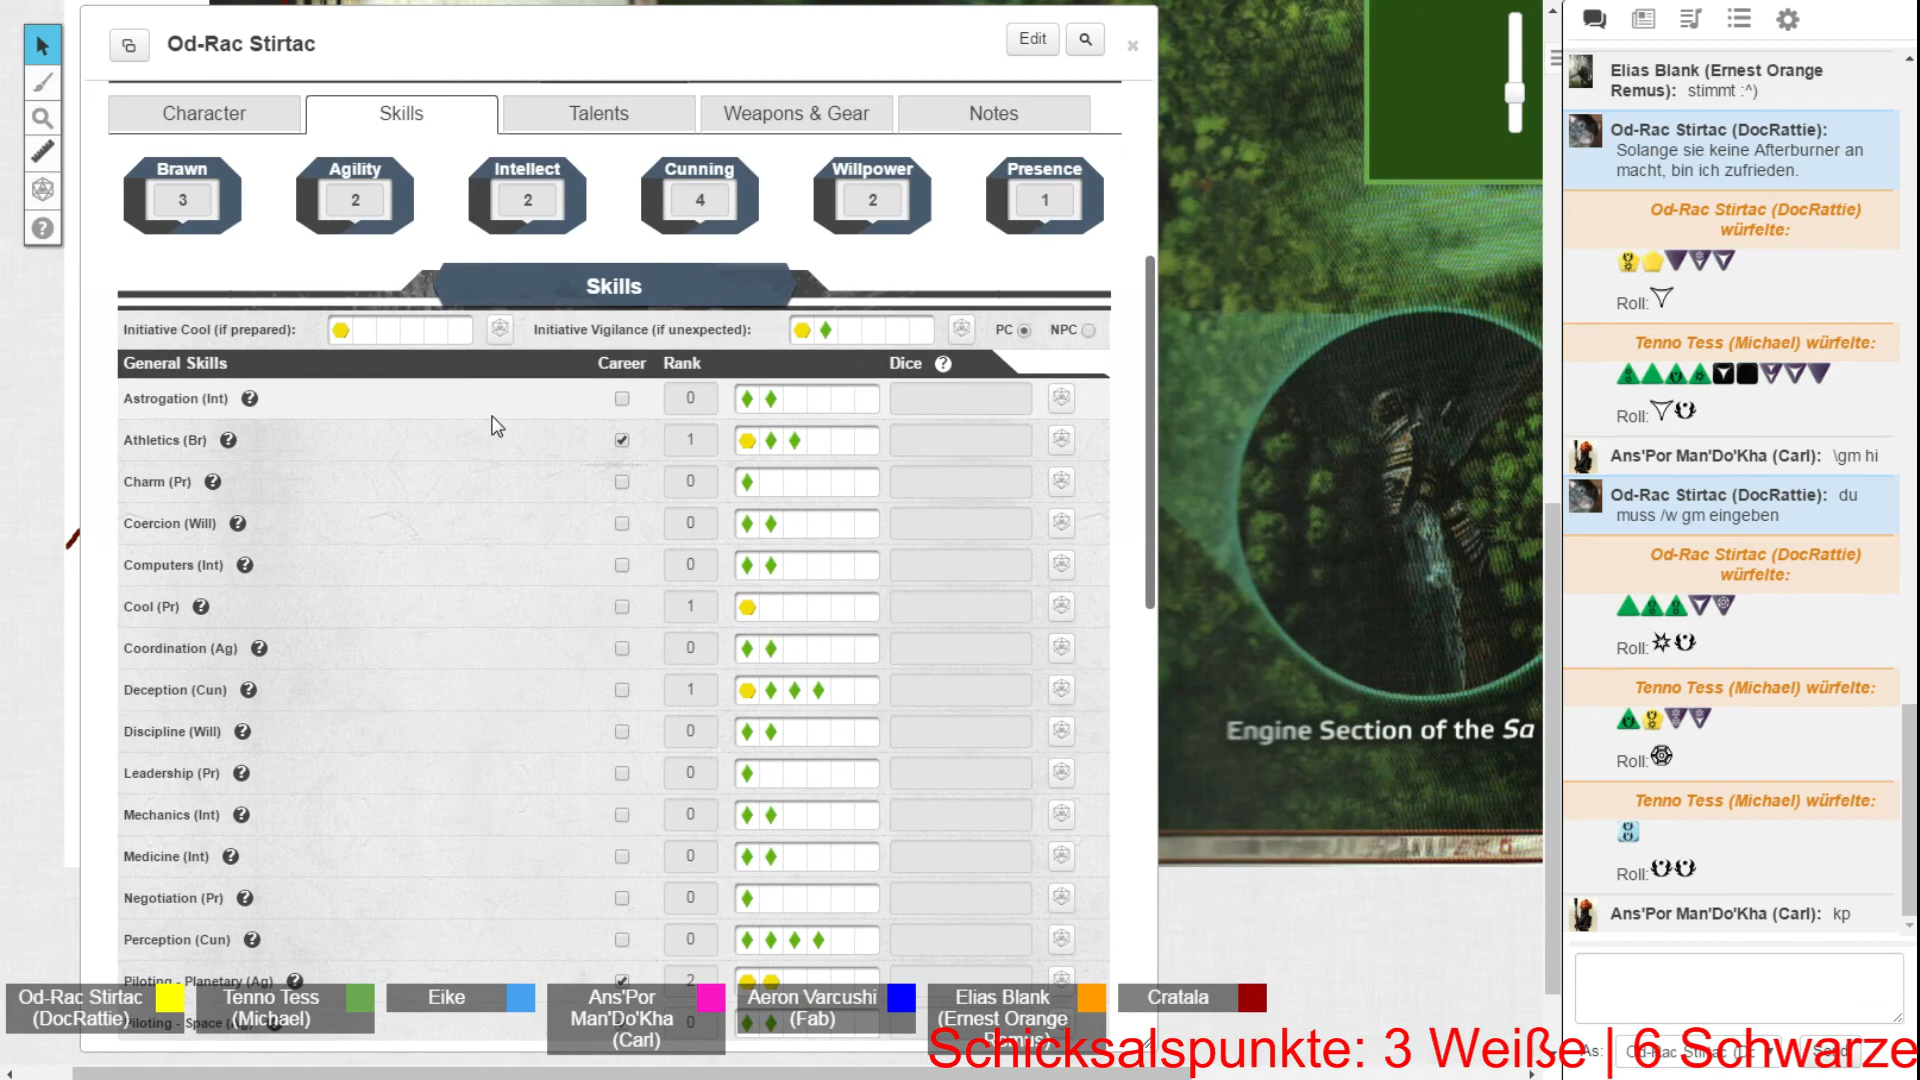 Od-Rac Stirtac
Edit
Character
Skills
Talents
Weapons & Gear
Notes
Brawn
Agility
Intellect
Cunning
Willpower
Presence
3
2
2
4
2
1
Skills
Initiative Cool (if prepared):
Initiative Vigilance (if unexpected):
PC
NPC
General Skills
Career
Rank
Dice
Astrogation (Int)
0
Athletics (Br)
1
Charm (Pr)
0
Coercion (Will)
0
Computers (Int)
0
Cool (Pr)
1
Coordination (Ag)
0
Deception (Cun)
1
Discipline (Will)
0
Leadership (Pr)
0
Mechanics (Int)
0
Medicine (Int)
0
Negotiation (Pr)
0
Perception (Cun)
0
Piloting - Planetary (Ag)
2
Piloting - Space (Ag)
0
Od-Rac Stirtac
(DocRattie)
Tenno Tess
(Michael)
Eike
Ans'Por
Man'Do'Kha
(Carl)
Aeron Varcushi
(Fab)
Elias Blank
(Ernest Orange
Remus)
Cratala
Engine Section of the Sa
Elias Blank (Ernest Orange
Remus): stimmt :^)
Od-Rac Stirtac (DocRattie):
Solange sie keine Afterburner an
macht, bin ich zufrieden.
Od-Rac Stirtac (DocRattie)
würfelte:
Roll:
Tenno Tess (Michael) würfelte:
Roll:
Ans'Por Man'Do'Kha (Carl): \gm hi
Od-Rac Stirtac (DocRattie): du
muss /w gm eingeben
Od-Rac Stirtac (DocRattie)
würfelte:
Roll:
Tenno Tess (Michael) würfelte:
Roll:
Tenno Tess (Michael) würfelte:
Roll:
Ans'Por Man'Do'Kha (Carl): kp
As:
Schicksalspunkte: 3 Weiße | 6 Schwarze